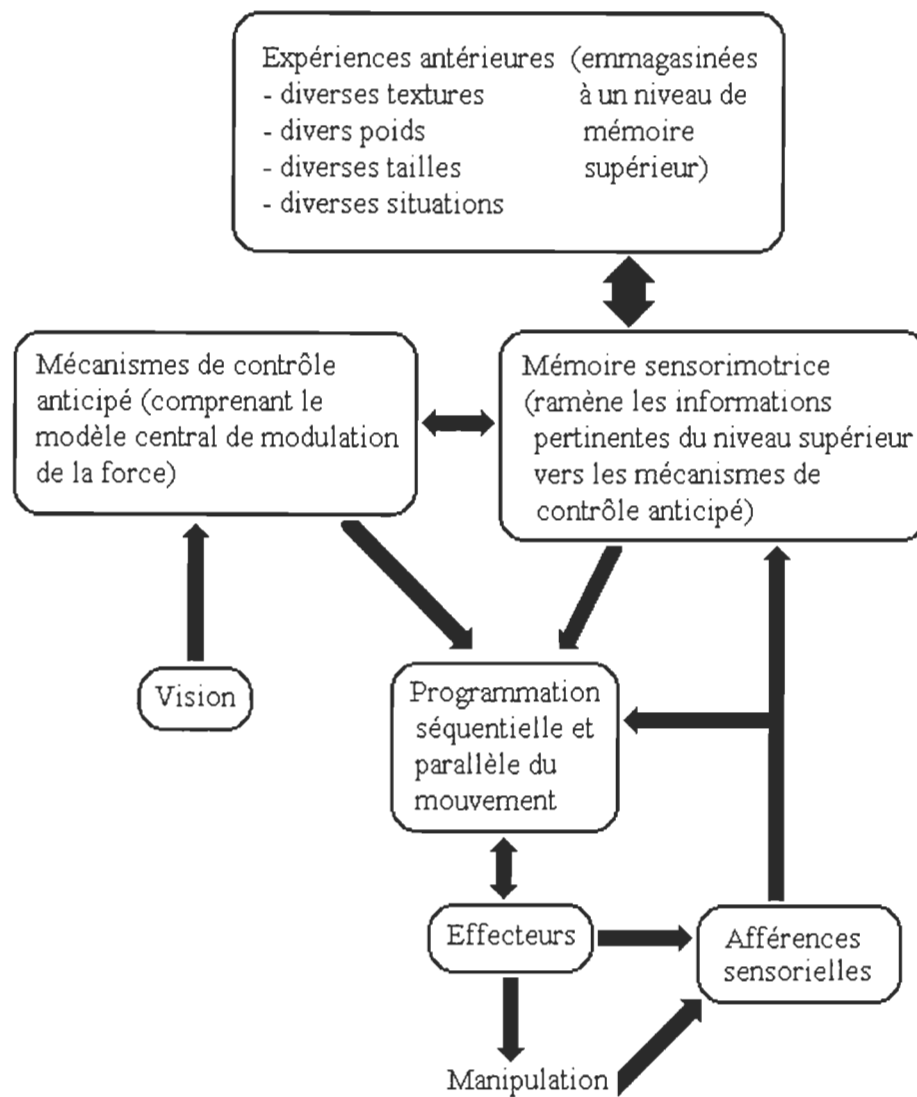 Expériences antérieures (emmagasinées
- diverses textures à un niveau de
- divers poids mémoire
- diverses tailles supérieur)
- diverses situations
Mécanismes de contrôle
anticipé (comprenant le
modèle central de modulation
de la force)
Mémoire sensorimotrice
(ramène les informations
pertinentes du niveau supérieur
vers les mécanismes de
contrôle anticipé)
Vision
Programmation
séquentielle et
parallèle du
mouvement
Effecteurs
Afférences
sensorielles
Manipulation